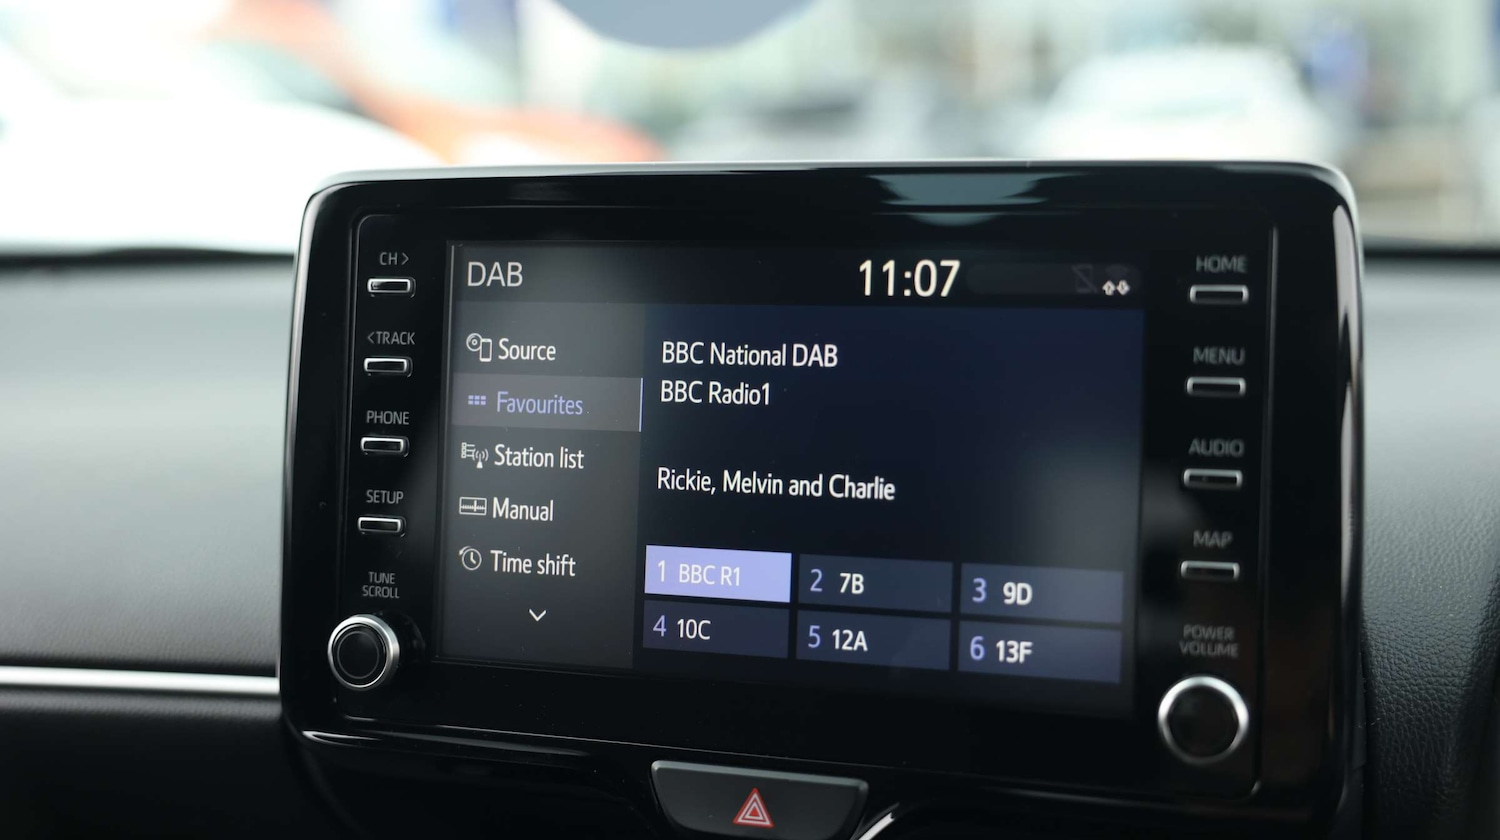 CH >
< TRACK
PHONE
SETUP
TUNE
SCROLL
DAB
11:07
Source
Favourites
Station list
Manual
Time shift
BBC National DAB
BBC Radio1
Rickie, Melvin and Charlie
1 BBC R1
2 7B
3 9D
4 10C
5 12A
6 13F
HOME
MENU
AUDIO
MAP
POWER
VOLUME